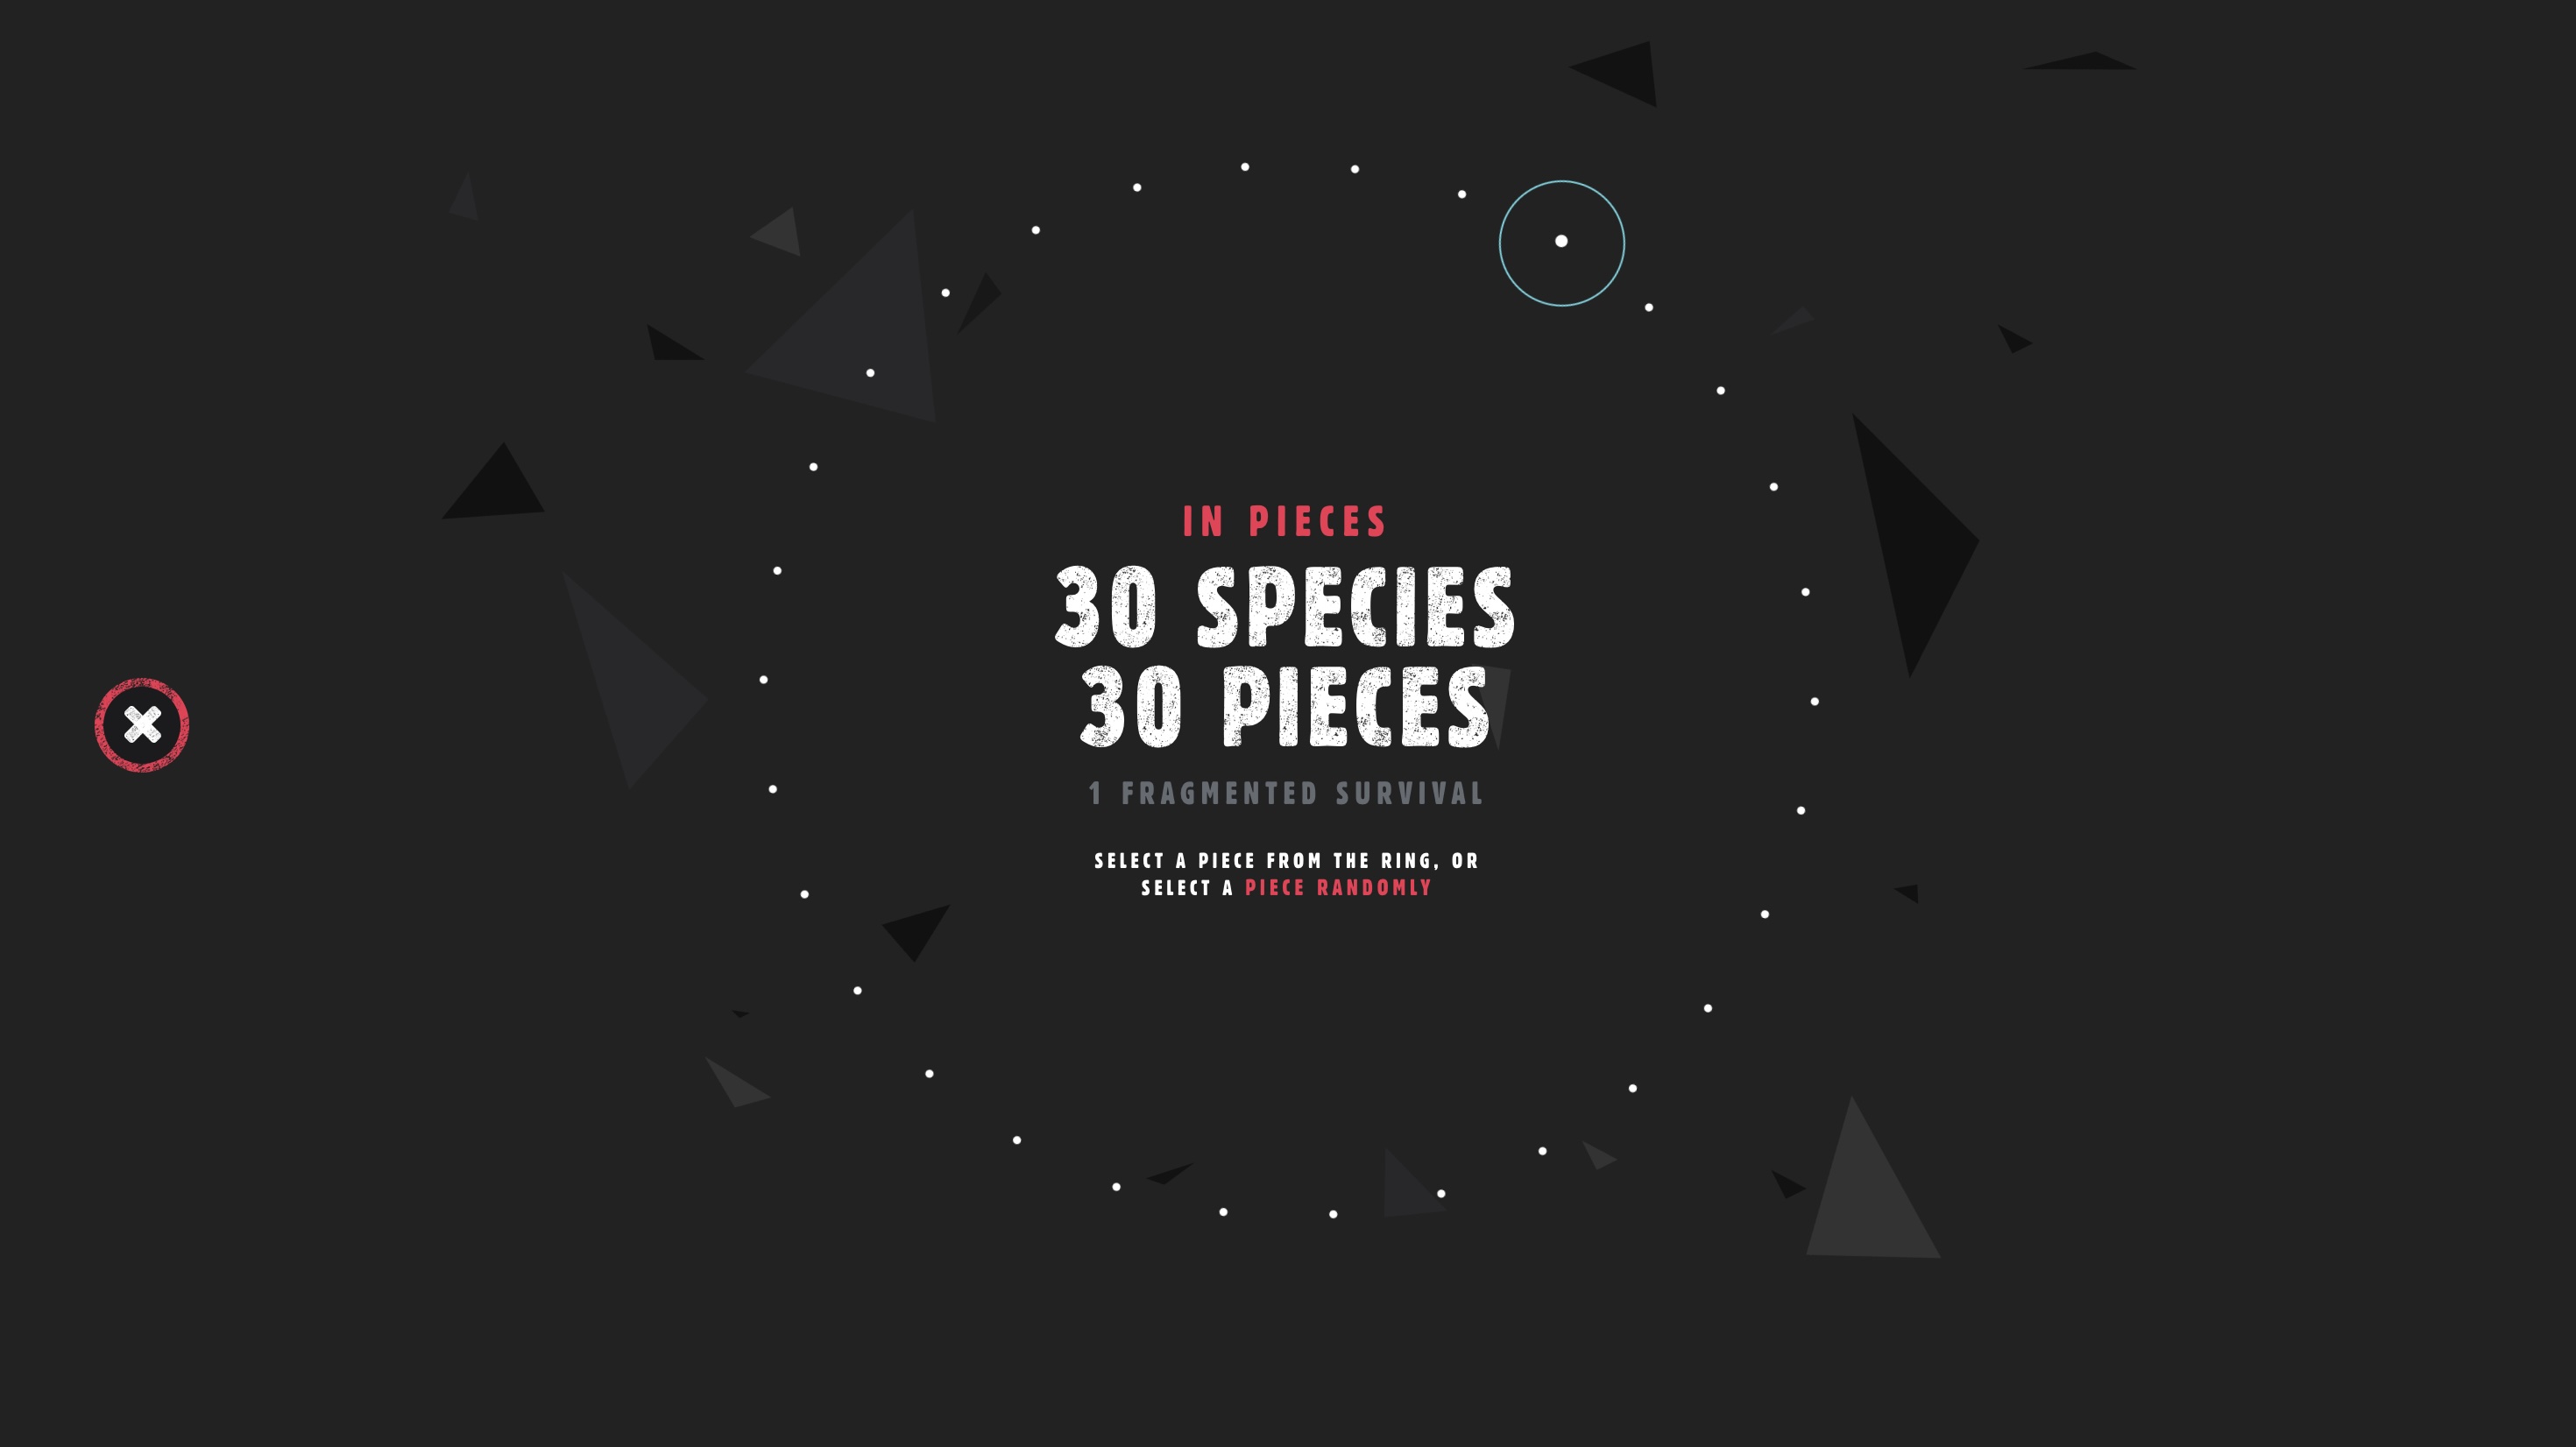 IN PIECES
30 SPECIES
30 PIECES
1 FRAGMENTED SURVIVAL
SELECT A PIECE FROM THE RING, OR
SELECT A PIECE RANDOMLY